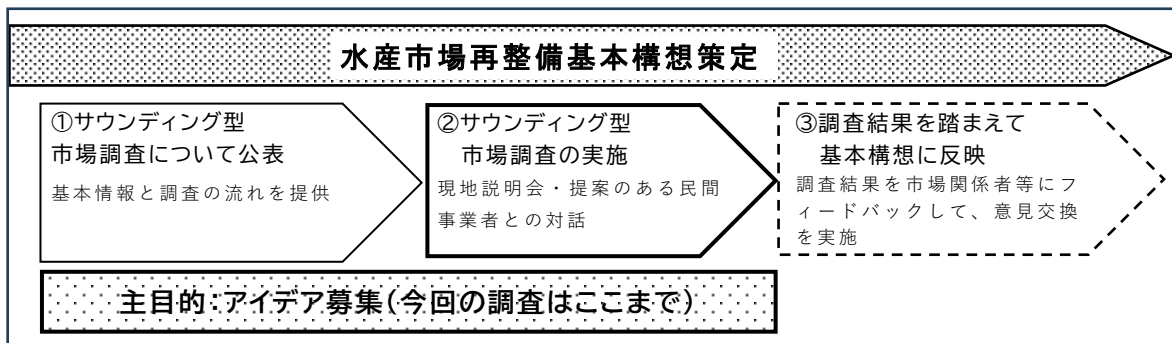 水産市場再整備基本構想策定
①サウンディング型
市場調査について公表
基本情報と調査の流れを提供
②サウンディング型
市場調査の実施
現地説明会・提案のある民間
事業者との対話
③調査結果を踏まえて
基本構想に反映
調査結果を市場関係者等にフ
ィードバックして、意見交換
を実施
主目的:アイデア募集(今回の調査はここまで)